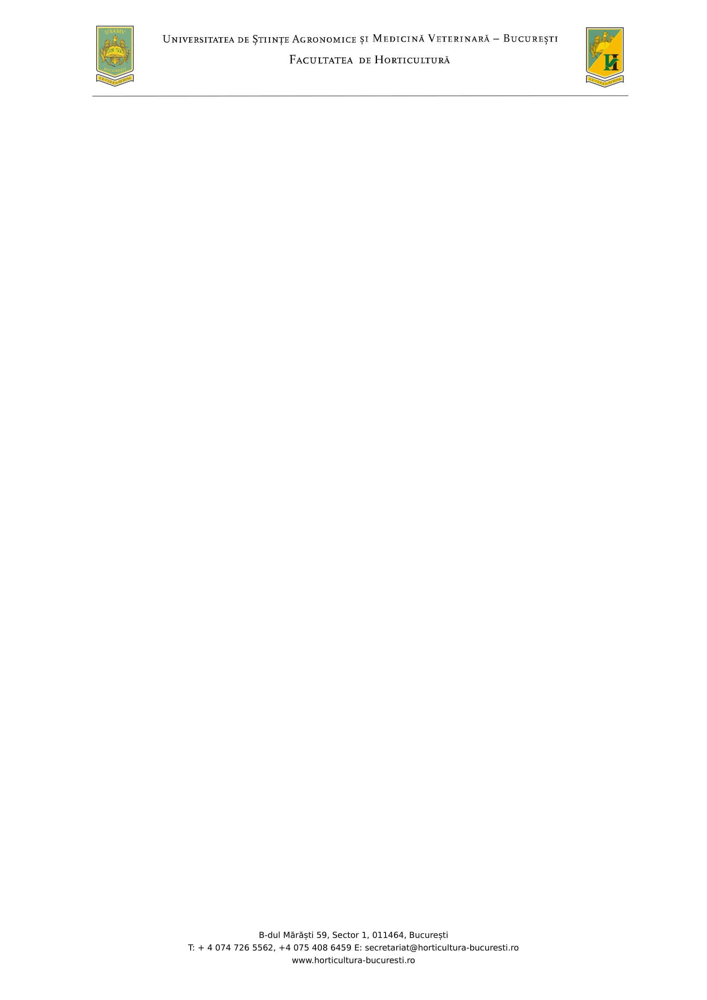 USAMV
1852
BUCUREȘTI
EX·TERRA·AVRVM
Universitatea de Științe Agronomice și Medicină Veterinară – București
Facultatea de Horticultură
H
EX·TERRA·AVRVM
B-dul Mărăști 59, Sector 1, 011464, București
T: + 4 074 726 5562, +4 075 408 6459 E: secretariat@horticultura-bucuresti.ro
www.horticultura-bucuresti.ro